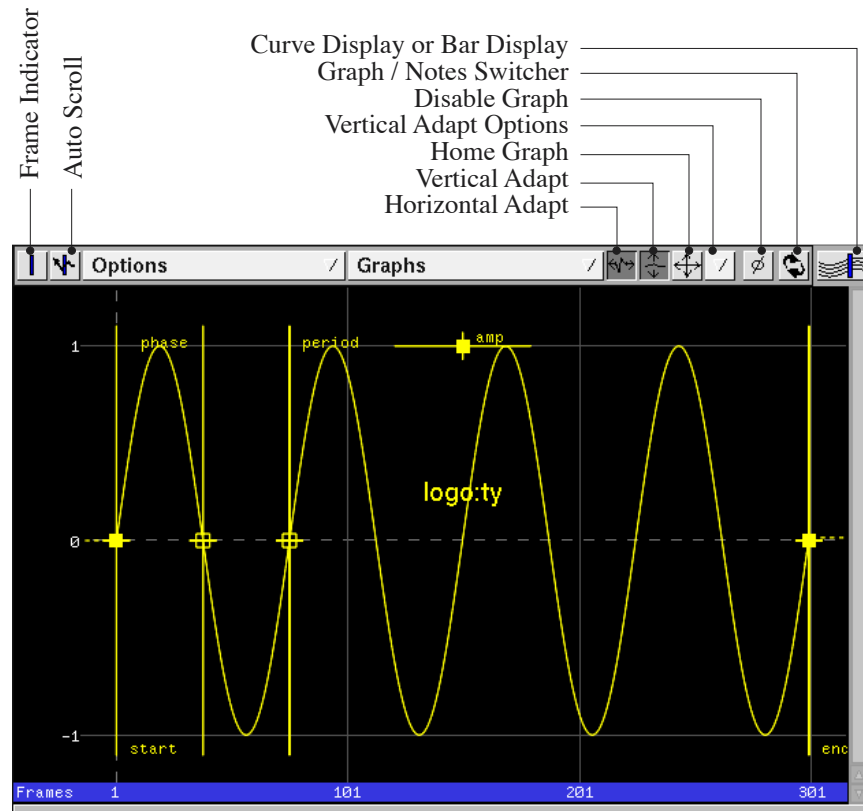 Frame Indicator
Auto Scroll
Curve Display or Bar Display
Graph / Notes Switcher
Disable Graph
Vertical Adapt Options
Home Graph
Vertical Adapt
Horizontal Adapt
Options
Graphs
phase
period
amp
1
logo:ty
0
-1
start
end
Frames 1 101 201 301